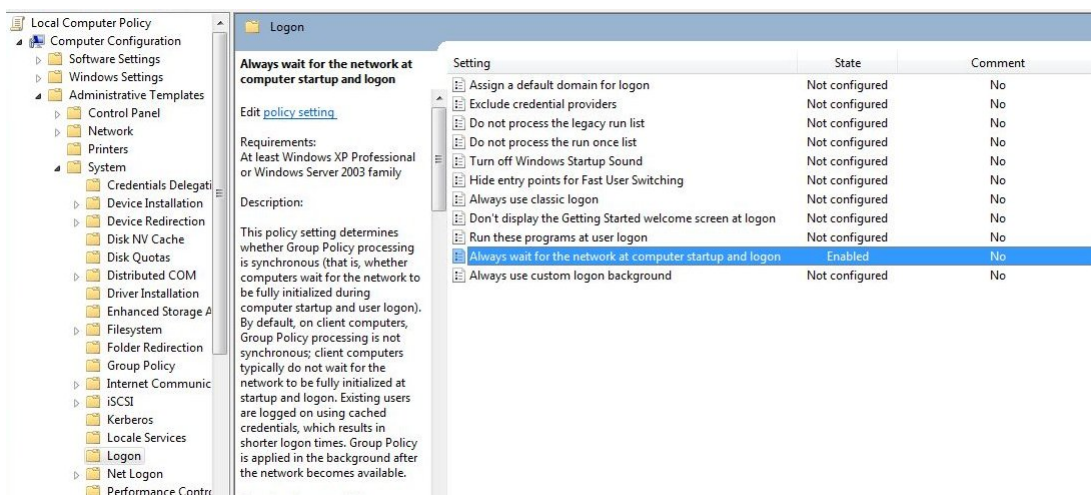 Local Computer Policy
Computer Configuration
Software Settings
Windows Settings
Administrative Templates
Control Panel
Network
Printers
System
Credentials Delegati
Device Installation
Device Redirection
Disk NV Cache
Disk Quotas
Distributed COM
Driver Installation
Enhanced Storage A
Filesystem
Folder Redirection
Group Policy
Internet Communic
iSCSI
Kerberos
Locale Services
Logon
Net Logon
Performance Contro
Logon
Always wait for the network at
computer startup and logon
Edit policy setting
Requirements:
At least Windows XP Professional
or Windows Server 2003 family
Description:
This policy setting determines
whether Group Policy processing
is synchronous (that is, whether
computers wait for the network to
be fully initialized during
computer startup and user logon).
By default, on client computers,
Group Policy processing is not
synchronous; client computers
typically do not wait for the
network to be fully initialized at
startup and logon. Existing users
are logged on using cached
credentials, which results in
shorter logon times. Group Policy
is applied in the background after
the network becomes available.
Setting State Comment
Assign a default domain for logon Not configured No
Exclude credential providers Not configured No
Do not process the legacy run list Not configured No
Do not process the run once list Not configured No
Turn off Windows Startup Sound Not configured No
Hide entry points for Fast User Switching Not configured No
Always use classic logon Not configured No
Don't display the Getting Started welcome screen at logon Not configured No
Run these programs at user logon Not configured No
Always wait for the network at computer startup and logon Enabled No
Always use custom logon background Not configured No